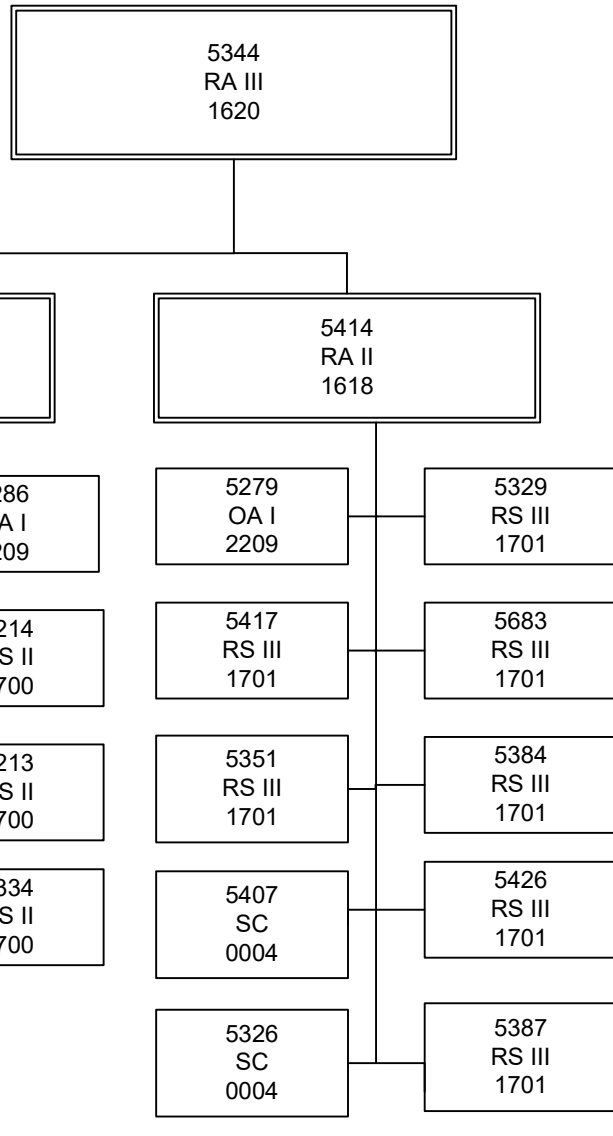 5344
RA III
1620
5414
RA II
1618
5279
OA I
2209
5329
RS III
1701
5417
RS III
1701
5683
RS III
1701
5351
RS III
1701
5384
RS III
1701
5407
SC
0004
5426
RS III
1701
5326
SC
0004
5387
RS III
1701